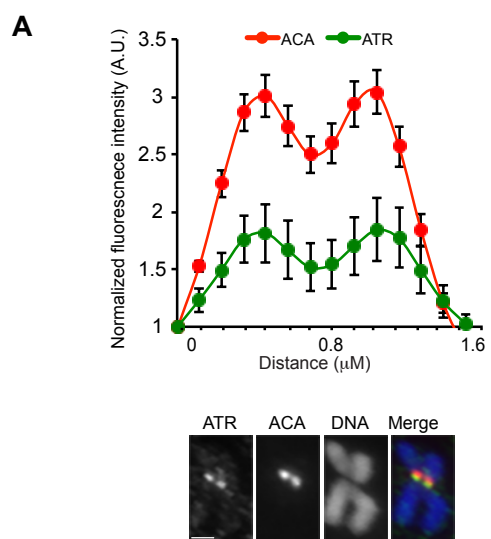 A
Normalized fluorescnece intensity (A.U.)
3.5
3
2.5
2
1.5
1
ACA ATR
0 0.8 1.6
Distance (μM)
ATR ACA DNA Merge